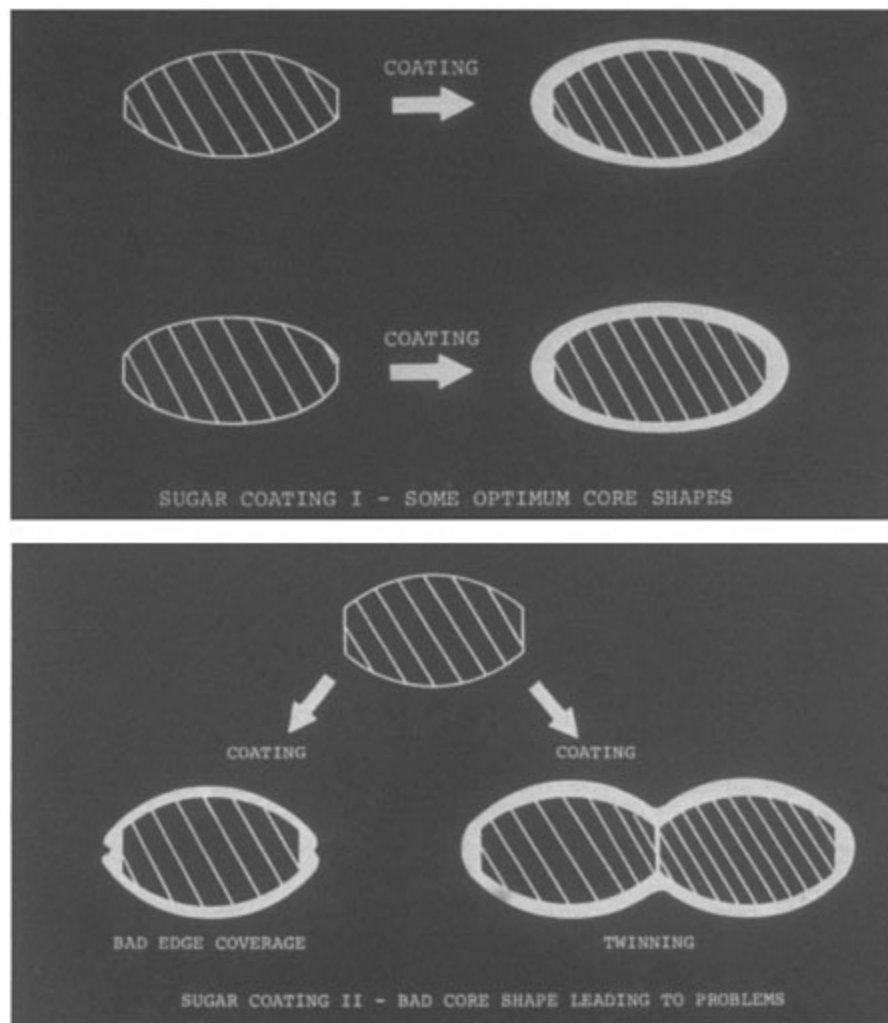 COATING
COATING
SUGAR COATING I - SOME OPTIMUM CORE SHAPES
COATING
COATING
BAD EDGE COVERAGE
TWINNING
SUGAR COATING II - BAD CORE SHAPE LEADING TO PROBLEMS